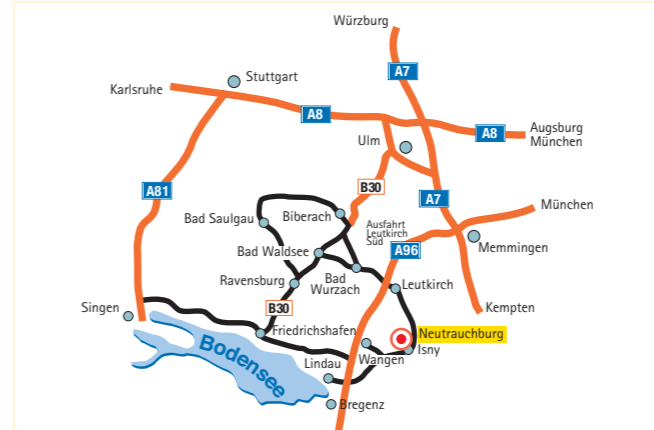 Würzburg
A7
Stuttgart
Karlsruhe
A8
Augsburg
München
A8
Ulm
B30
A81
A7
München
Biberach
Bad Saulgau
Ausfahrt
Leutkirch
Süd
Memmingen
Bad Waldsee
A96
Bad
Wurzach
Ravensburg
Leutkirch
Singen
B30
Kempten
Friedrichshafen
Neutrauchburg
Isny
Bodensee
Wangen
Lindau
Bregenz